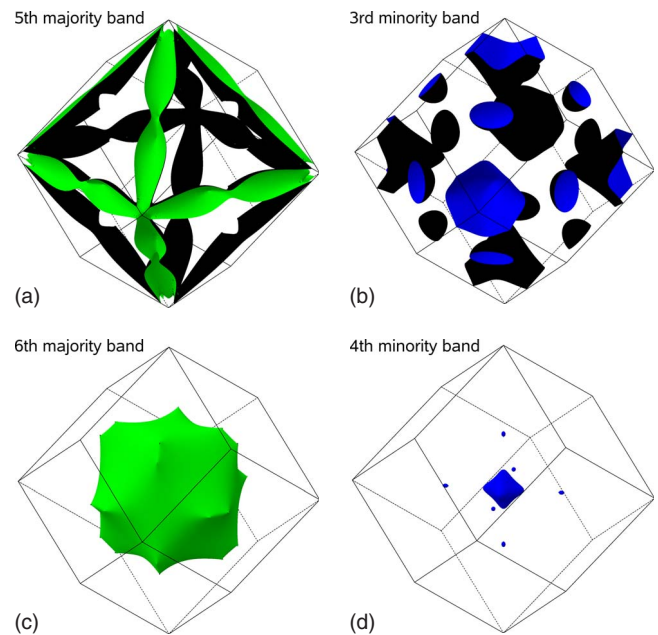 5th majority band
3rd minority band
(a)
(b)
6th majority band
4th minority band
(c)
(d)